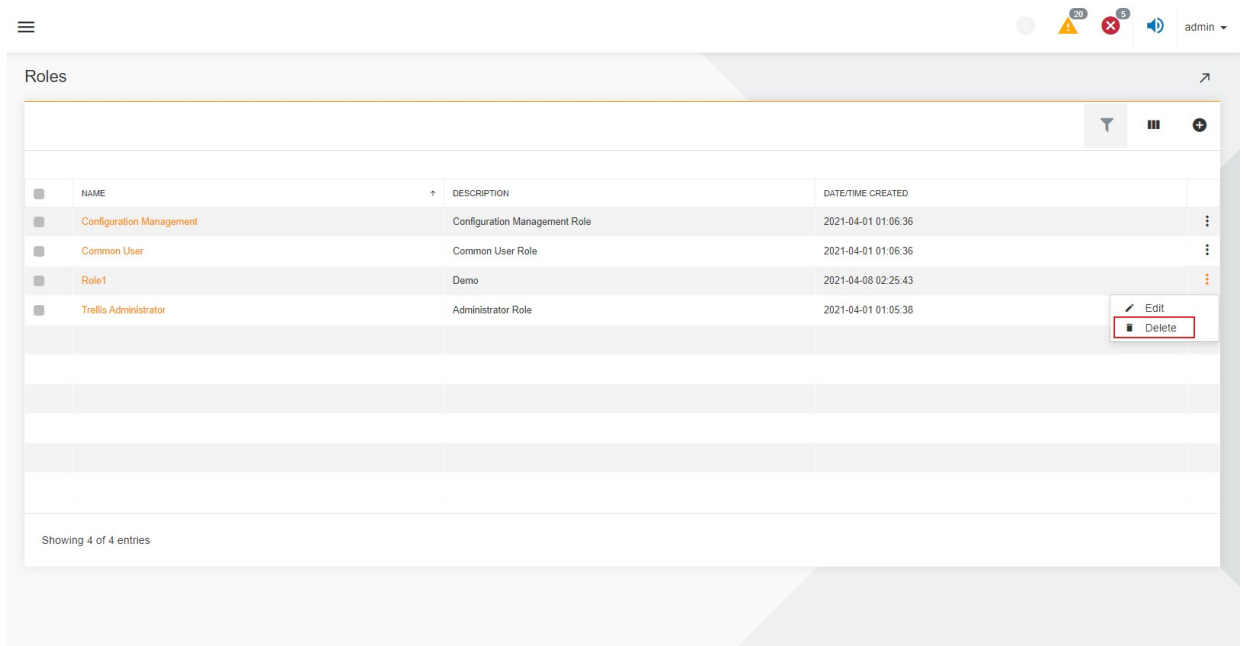 20 5 admin
Roles
NAME DESCRIPTION DATE/TIME CREATED
Configuration Management Configuration Management Role 2021-04-01 01:06:36
Common User Common User Role 2021-04-01 01:06:36
Role1 Demo 2021-04-08 02:25:43
Trellis Administrator Administrator Role 2021-04-01 01:05:38
Edit
Delete
Showing 4 of 4 entries